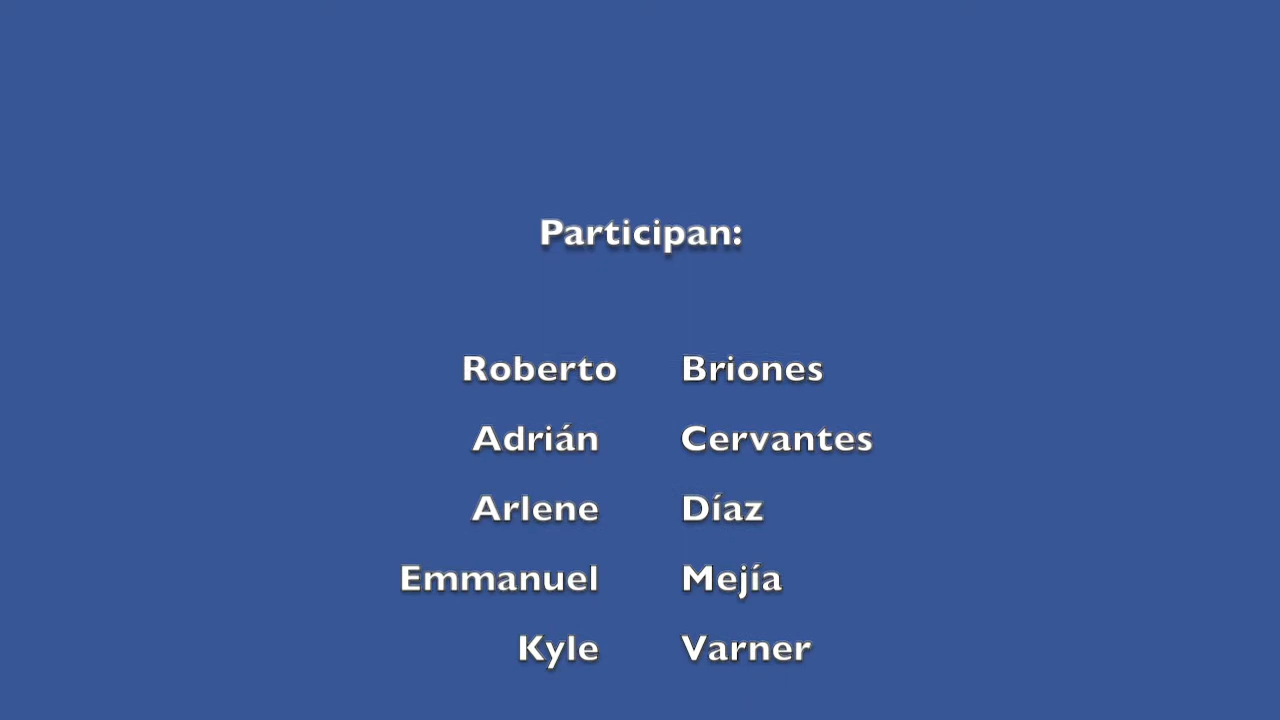 Participan:
Roberto Briones
Adrián Cervantes
Arlene Díaz
Emmanuel Mejía
Kyle Varner